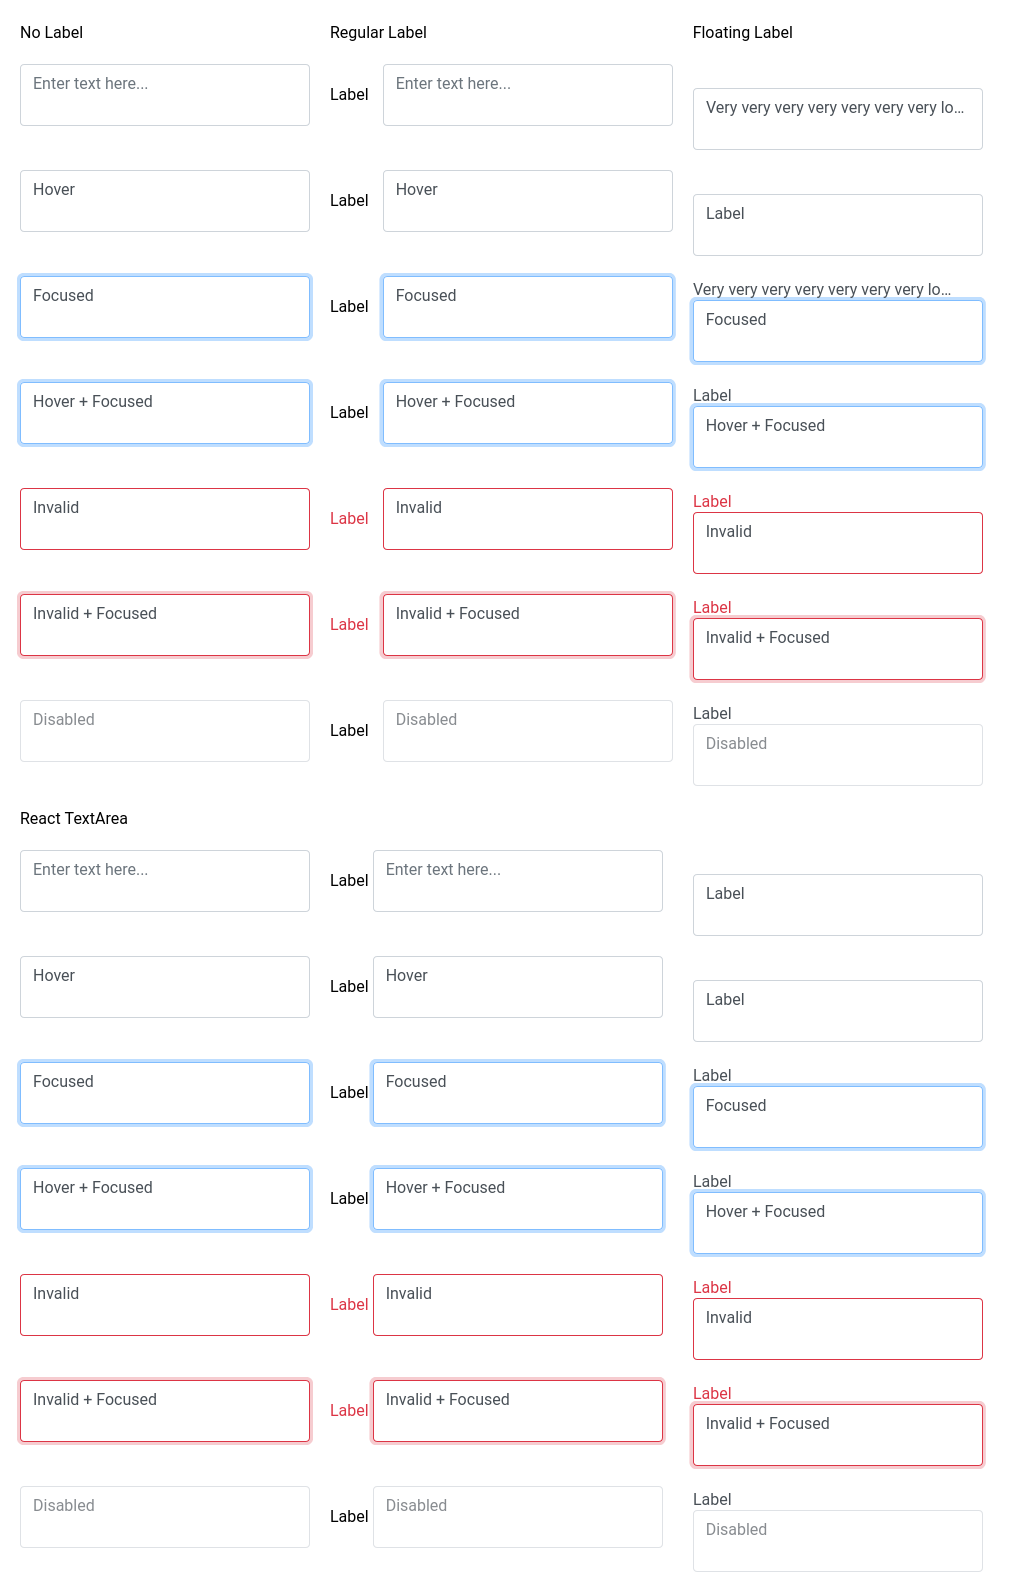 No Label Regular Label Floating Label
Enter text here... Label Enter text here...
Very very very very very very very lo...
Hover Label Hover
Label
Focused Label Focused
Very very very very very very very lo...
Focused
Hover + Focused Label Hover + Focused
Label
Hover + Focused
Invalid Label Invalid
Label
Invalid
Invalid + Focused Label Invalid + Focused
Label
Invalid + Focused
Disabled Label Disabled
Label
Disabled
React TextArea
Enter text here... Label Enter text here...
Label
Hover Label Hover
Label
Focused Label Focused
Label
Focused
Hover + Focused Label Hover + Focused
Label
Hover + Focused
Invalid Label Invalid
Label
Invalid
Invalid + Focused Label Invalid + Focused
Label
Invalid + Focused
Disabled Label Disabled
Label
Disabled